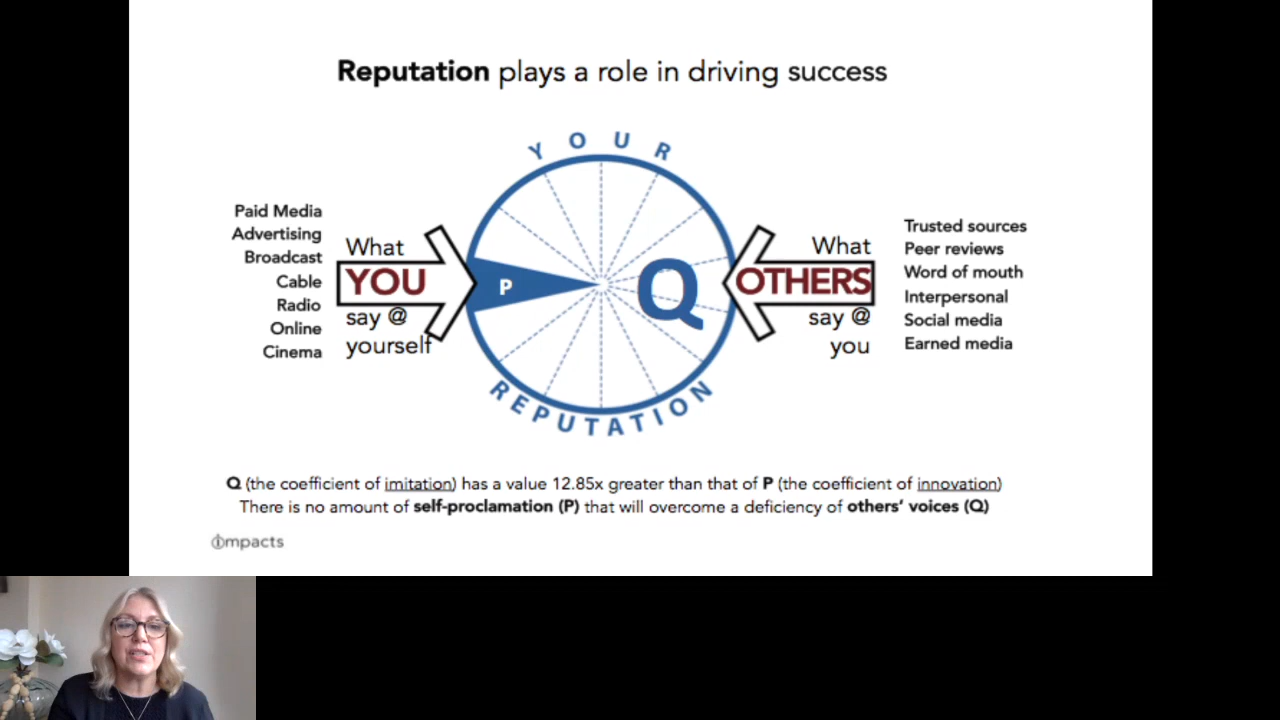 Reputation plays a role in driving success
YOUR
Paid Media
Advertising
Broadcast
Cable
Radio
Online
Cinema
What
YOU
say @
yourself
P
Q
What
OTHERS
say @
you
Trusted sources
Peer reviews
Word of mouth
Interpersonal
Social media
Earned media
REPUTATION
Q (the coefficient of imitation) has a value 12.85x greater than that of P (the coefficient of innovation)
There is no amount of self-proclamation (P) that will overcome a deficiency of others' voices (Q)
impacts